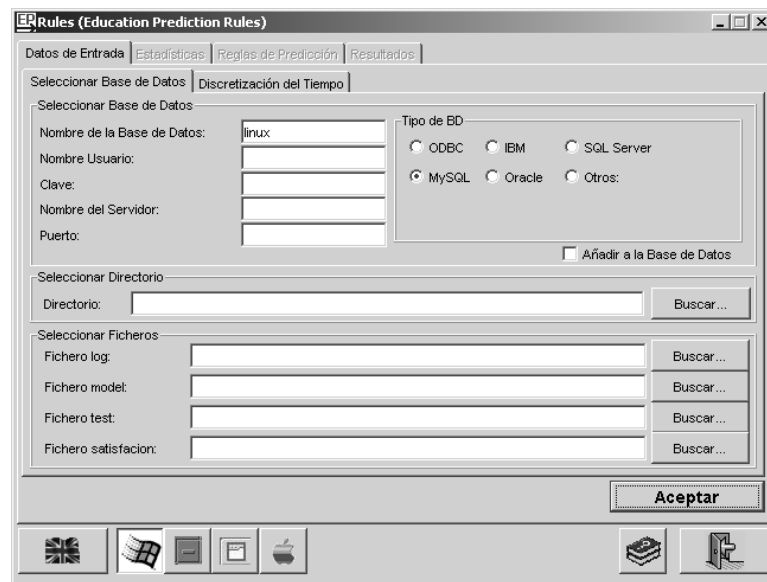 EPRules (Education Prediction Rules)
Datos de Entrada Estadísticas Reglas de Predicción Resultados
Seleccionar Base de Datos Discretización del Tiempo
Seleccionar Base de Datos
Nombre de la Base de Datos: linux
Nombre Usuario:
Clave:
Nombre del Servidor:
Puerto:
Tipo de BD
ODBC IBM SQL Server
MySQL Oracle Otros:
Añadir a la Base de Datos
Seleccionar Directorio
Directorio: Buscar...
Seleccionar Ficheros
Fichero log: Buscar...
Fichero model: Buscar...
Fichero test: Buscar...
Fichero satisfacion: Buscar...
Aceptar